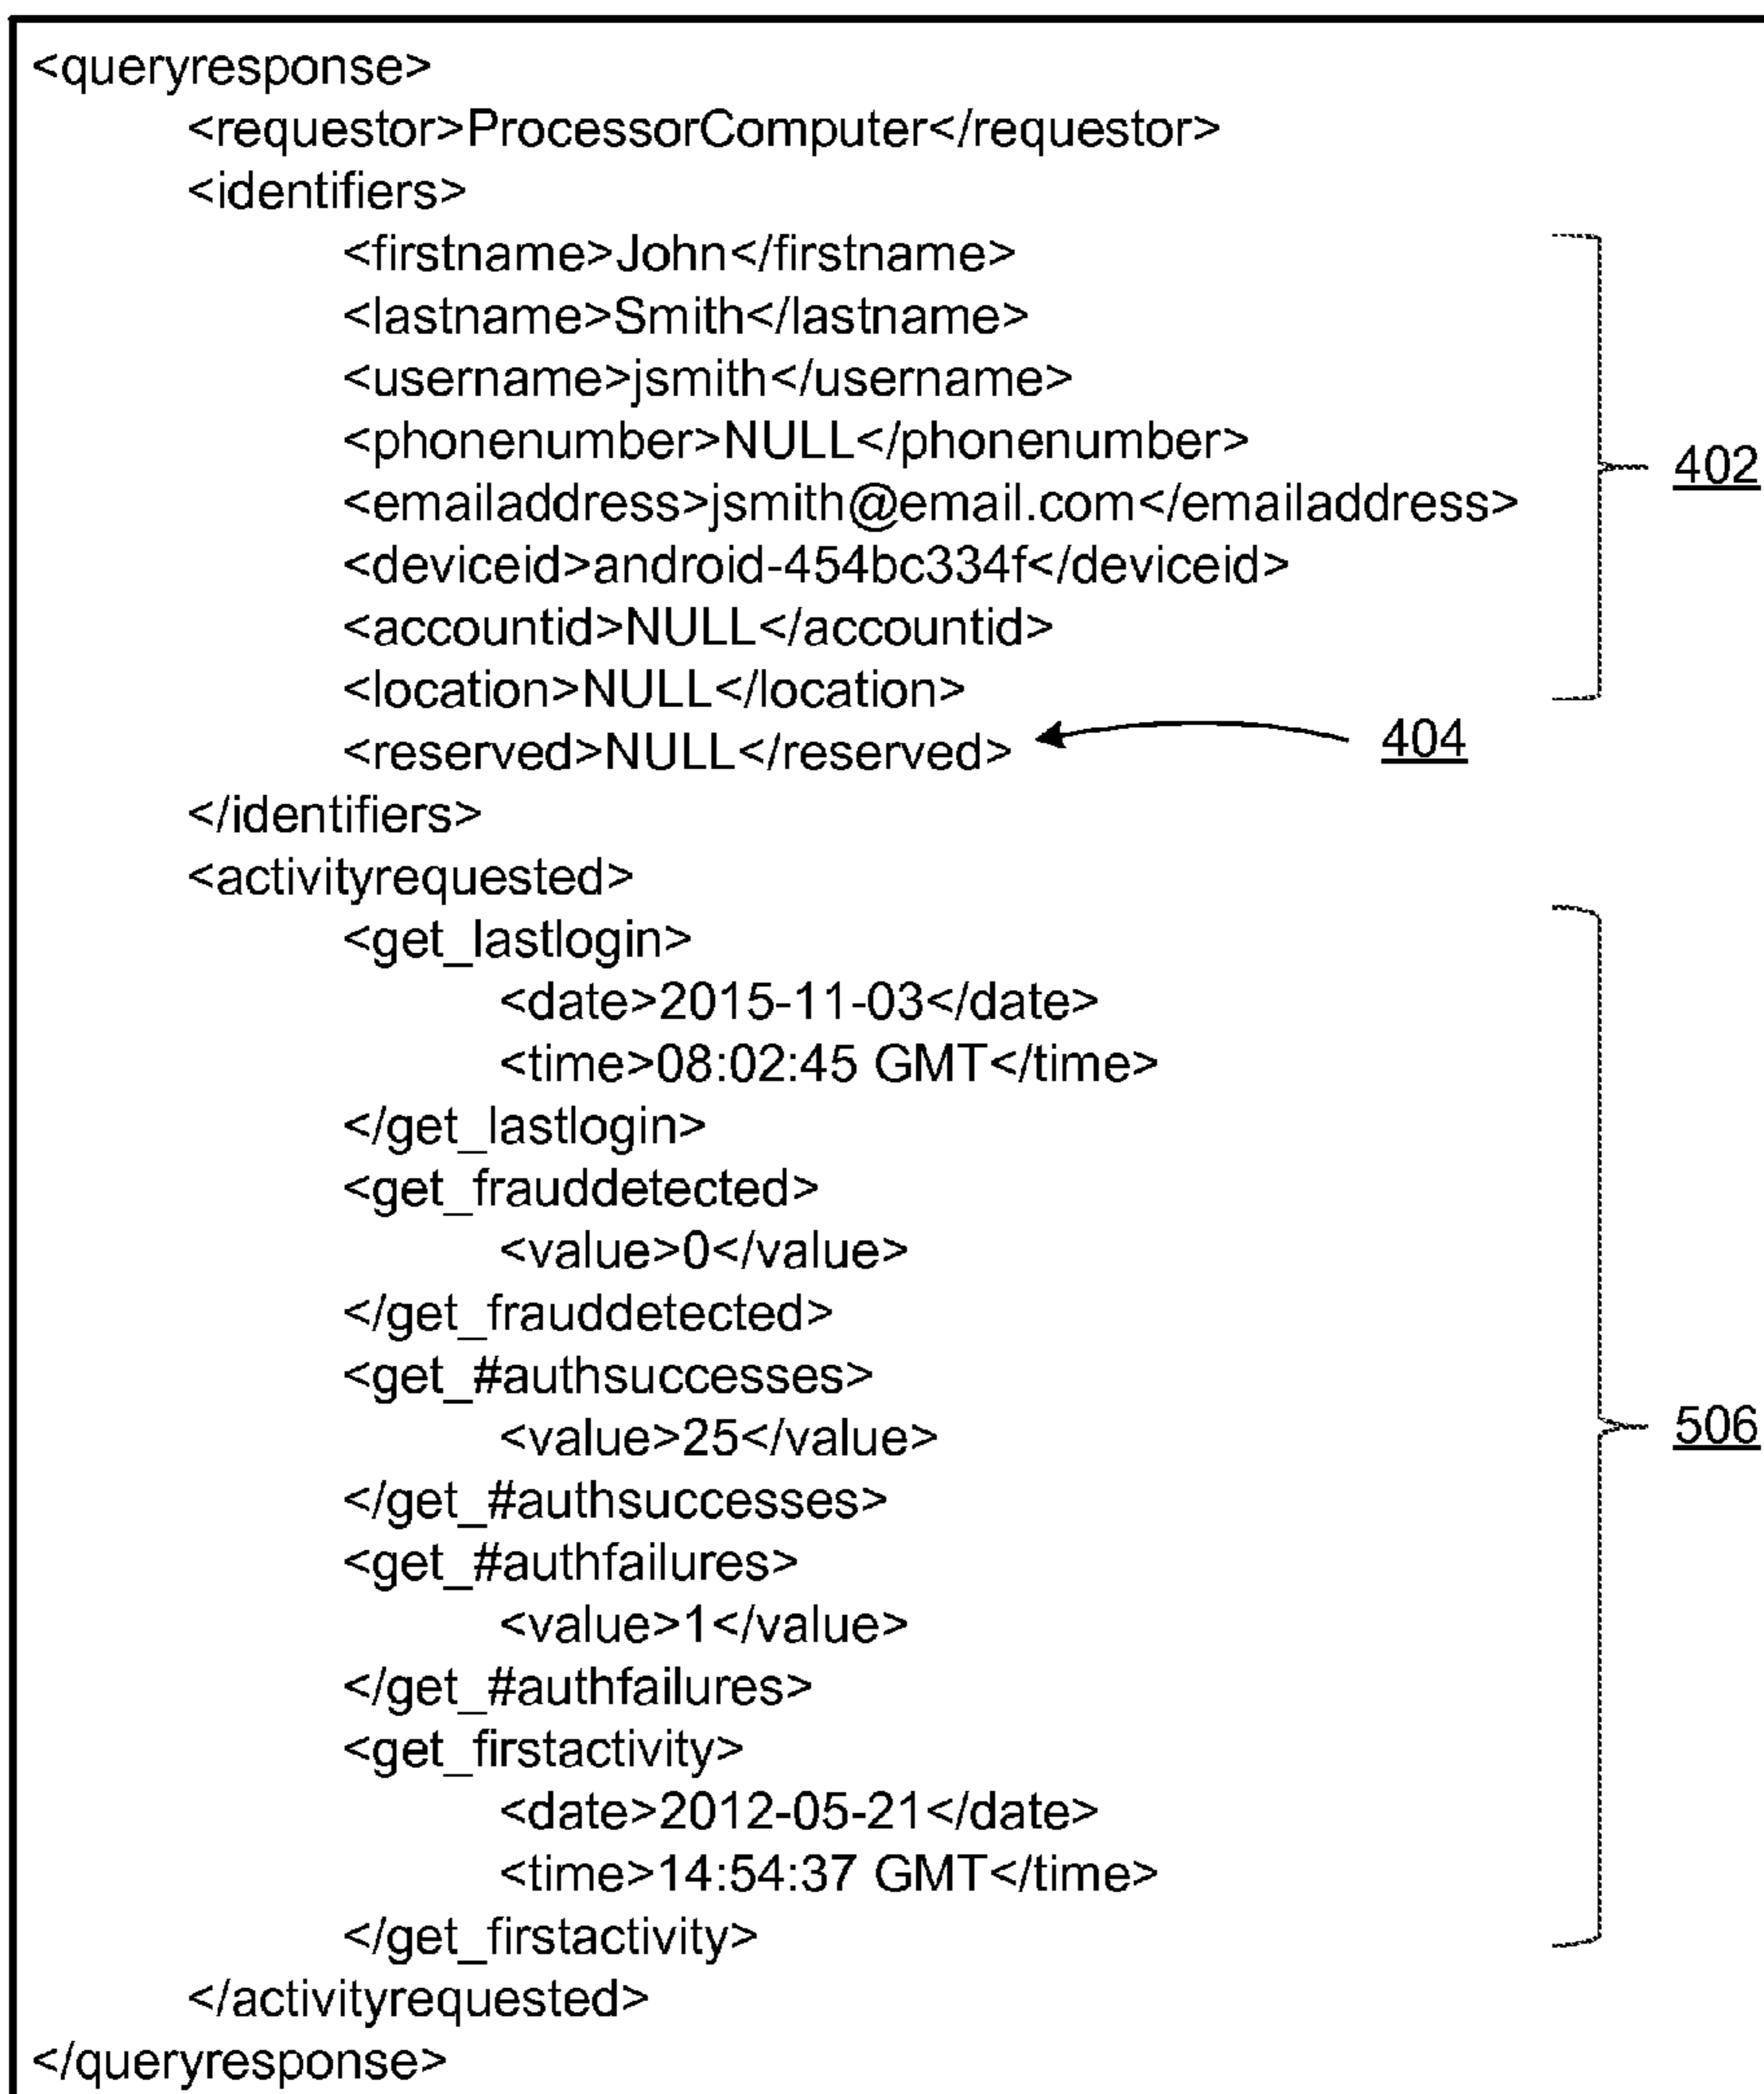 <queryresponse>
<requestor>ProcessorComputer</requestor>
<identifiers>
<firstname>John</firstname>
<lastname>Smith</lastname>
<username>jsmith</username>
<phonenumber>NULL</phonenumber>
402
<emailaddress>jsmith@email.com</emailaddress>
<deviceid>android-454bc334f</deviceid>
<accountid>NULL</accountid>
<location>NULL</location>
<reserved>NULL</reserved> 404
</identifiers>
<activityrequested>
<get_lastlogin>
<date>2015-11-03</date>
<time>08:02:45 GMT</time>
</get_lastlogin>
<get_frauddetected>
<value>0</value>
</get_frauddetected>
<get_#authsuccesses>
<value>25</value>
506
</get_#authsuccesses>
<get_#authfailures>
<value>1</value>
</get_#authfailures>
<get_firstactivity>
<date>2012-05-21</date>
<time>14:54:37 GMT</time>
</get_firstactivity>
</activityrequested>
</queryresponse>